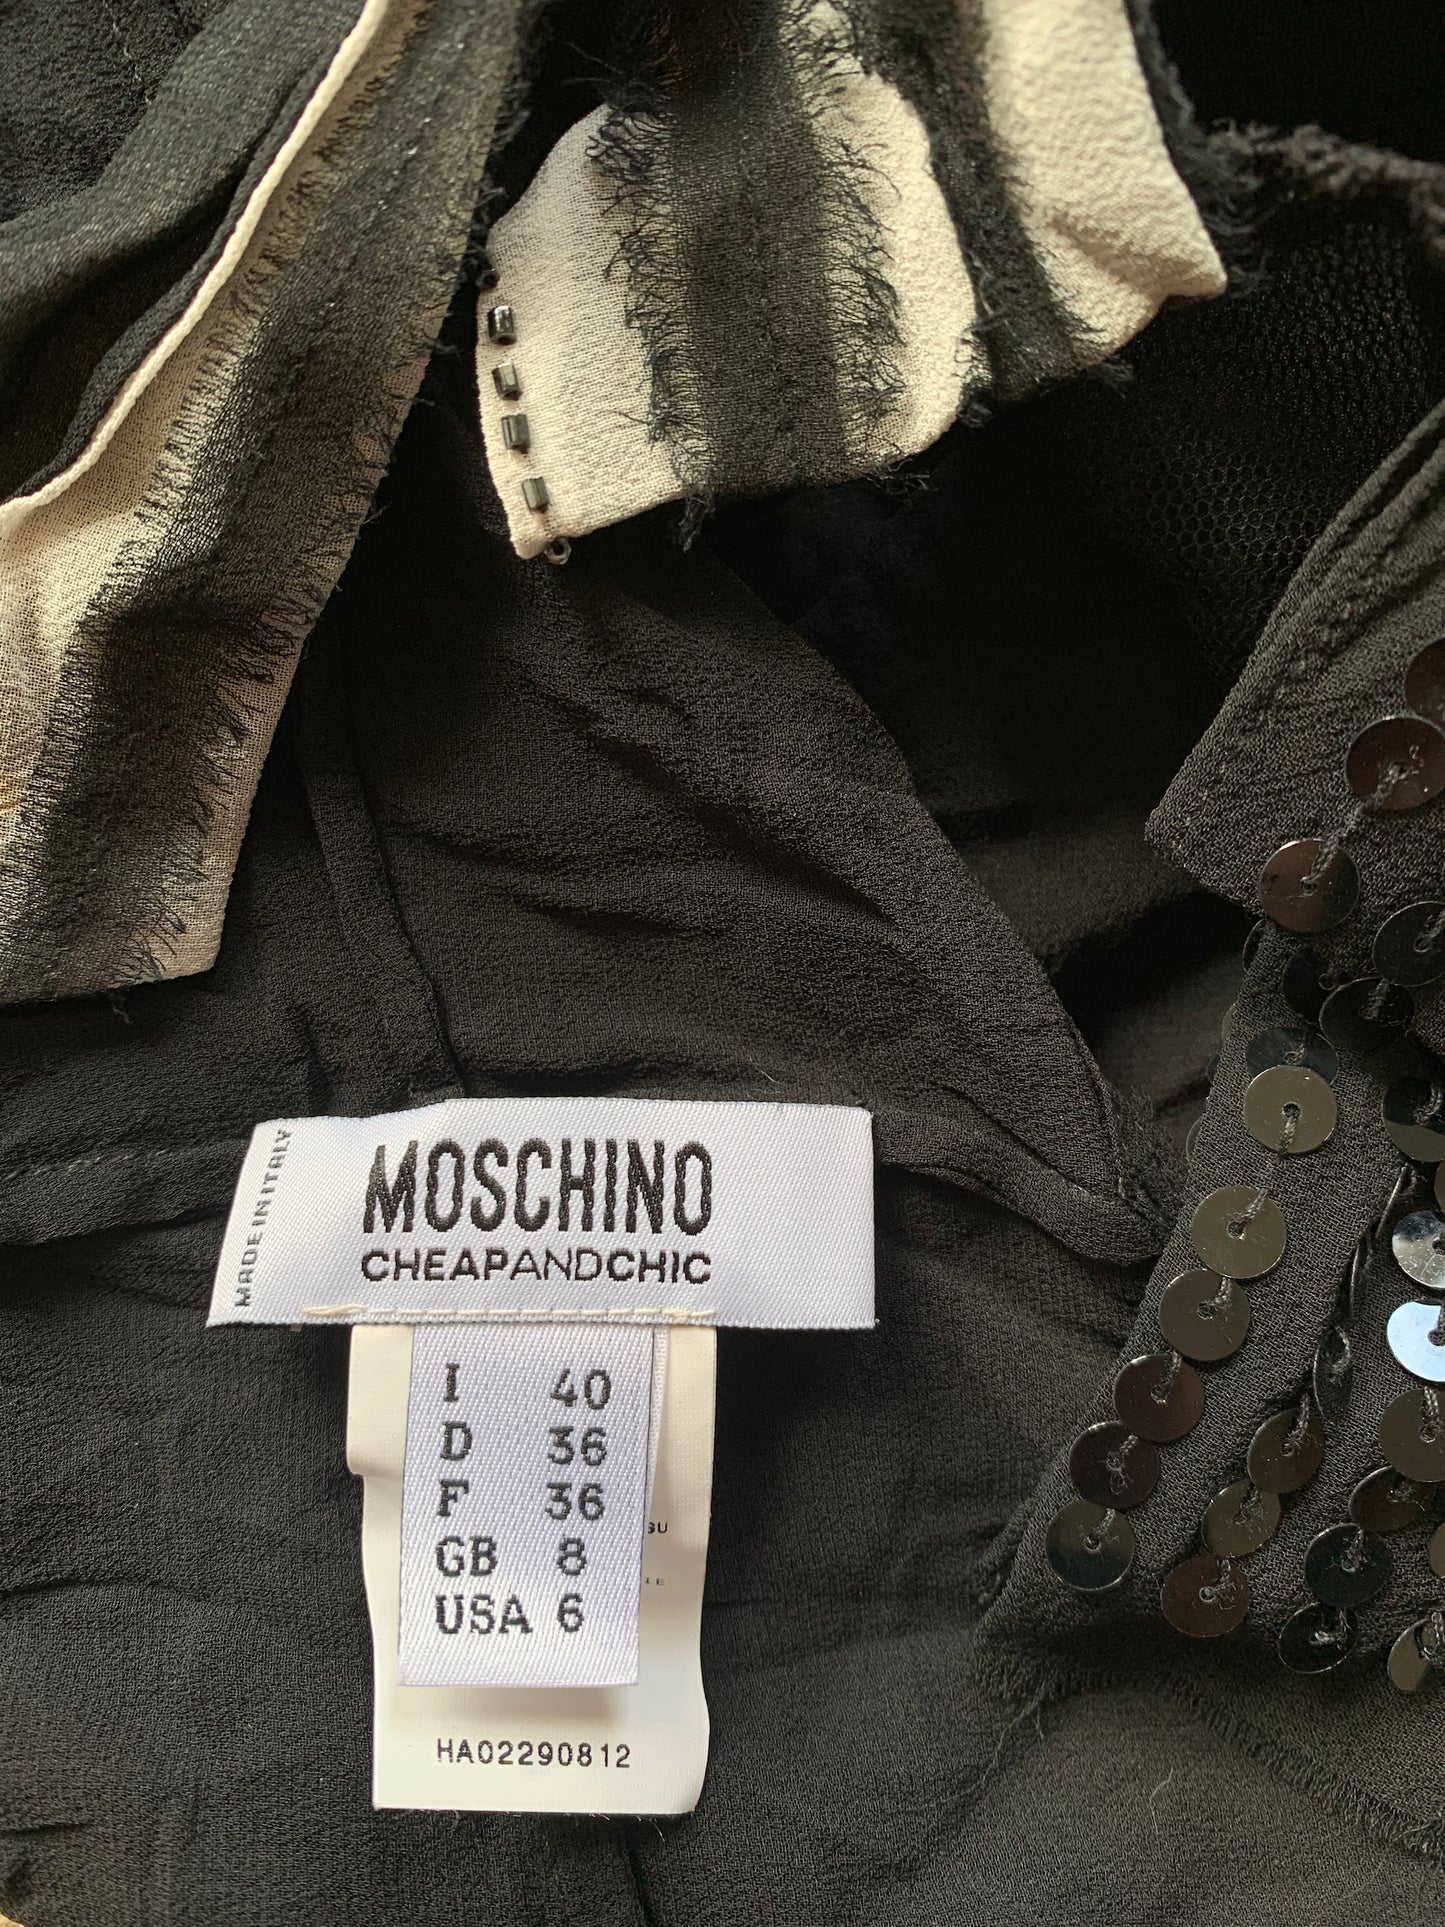 MADE IN ITALY
MOSCHINO
CHEAPANDCHIC
I 40
D 36
F 36
GB 8
USA 6
HA02290812